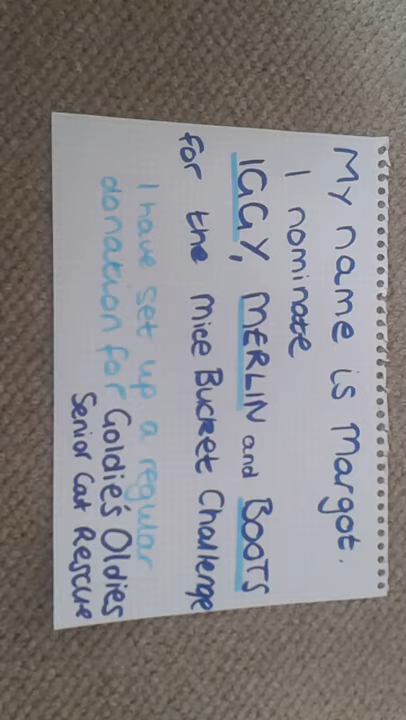 My name is Margot.
I nominate
IGGY, MERLIN and BOOTS
for the Mice Bucket Challenge
I have set up a regular
donation for Goldie's Oldies
Senior Cat Rescue